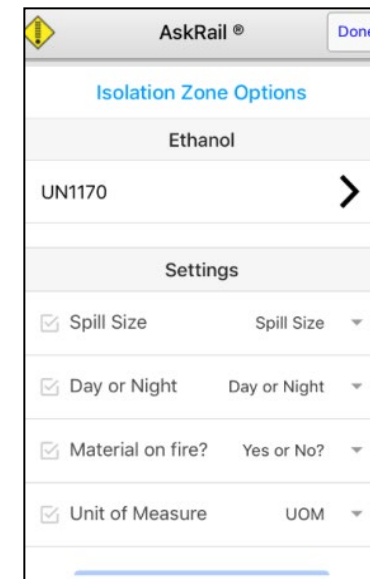 AskRail ® Done
Isolation Zone Options
Ethanol
UN1170
Settings
Spill Size Spill Size
Day or Night Day or Night
Material on fire? Yes or No?
Unit of Measure UOM